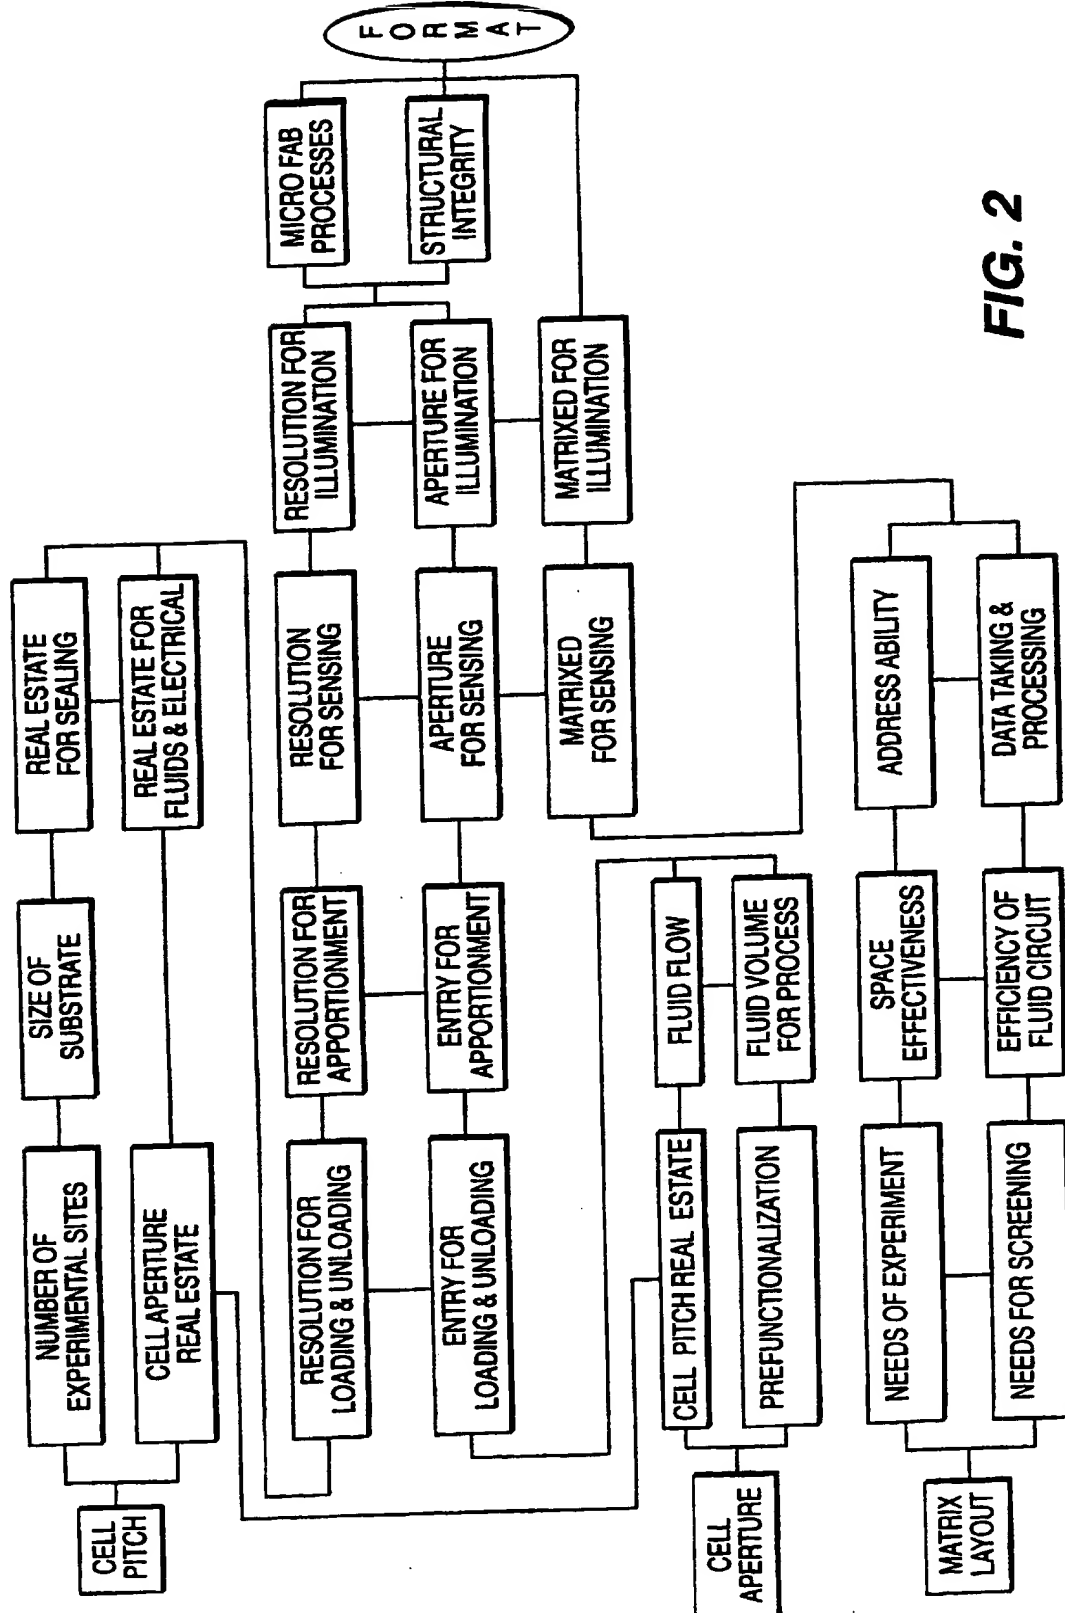 CELL
PITCH
NUMBER OF
EXPERIMENTAL SITES
SIZE OF
SUBSTRATE
REAL ESTATE
FOR SEALING
CELL APERTURE
REAL ESTATE
REAL ESTATE FOR
FLUIDS & ELECTRICAL
RESOLUTION FOR
LOADING & UNLOADING
RESOLUTION FOR
APPORTIONMENT
RESOLUTION
FOR SENSING
RESOLUTION FOR
ILLUMINATION
MICRO FAB
PROCESSES
ENTRY FOR
LOADING & UNLOADING
ENTRY FOR
APPORTIONMENT
APERTURE
FOR SENSING
APERTURE FOR
ILLUMINATION
STRUCTURAL
INTEGRITY
MATRIXED
FOR SENSING
MATRIXED FOR
ILLUMINATION
F
O
R
M
A
T
CELL
APERTURE
CELL PITCH REAL ESTATE
FLUID FLOW
PREFUNCTIONALIZATION
FLUID VOLUME
FOR PROCESS
MATRIX
LAYOUT
NEEDS OF EXPERIMENT
SPACE
EFFECTIVENESS
ADDRESS ABILITY
NEEDS FOR SCREENING
EFFICIENCY OF
FLUID CIRCUIT
DATA TAKING &
PROCESSING
FIG. 2